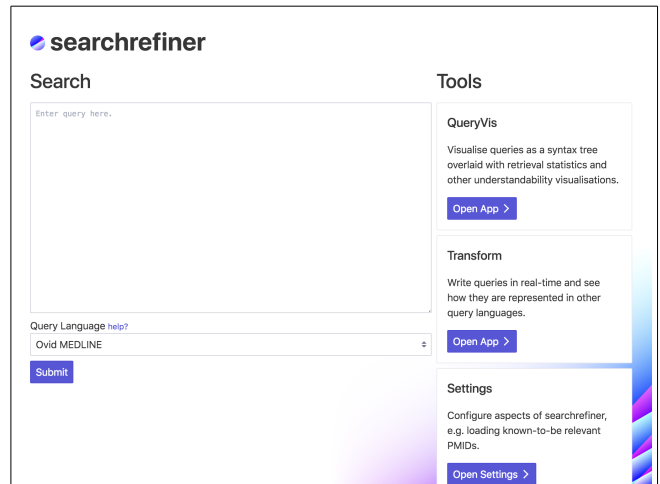 searchrefiner
Search
Enter query here.
Query Language help?
Ovid MEDLINE
Submit
Tools
QueryVis
Visualise queries as a syntax tree
overlaid with retrieval statistics and
other understandability visualisations.
Open App >
Transform
Write queries in real-time and see
how they are represented in other
query languages.
Open App >
Settings
Configure aspects of searchrefiner,
e.g. loading known-to-be relevant
PMIDs.
Open Settings >